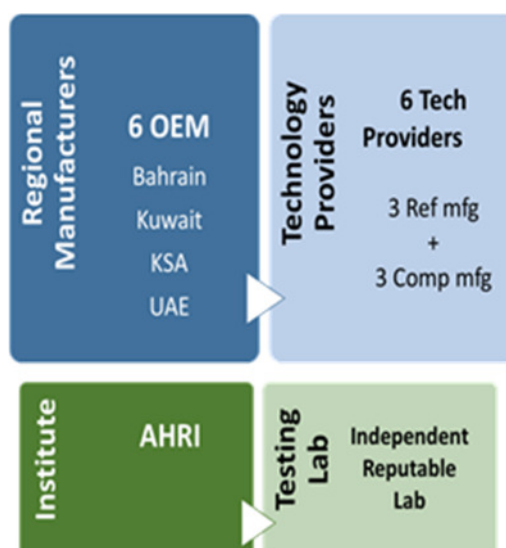 Regional
Manufacturers
6 OEM
Bahrain
Kuwait
KSA
UAE
Technology
Providers
6 Tech
Providers
3 Ref mfg
+
3 Comp mfg
Institute
AHRI
Testing
Lab
Independent
Reputable
Lab